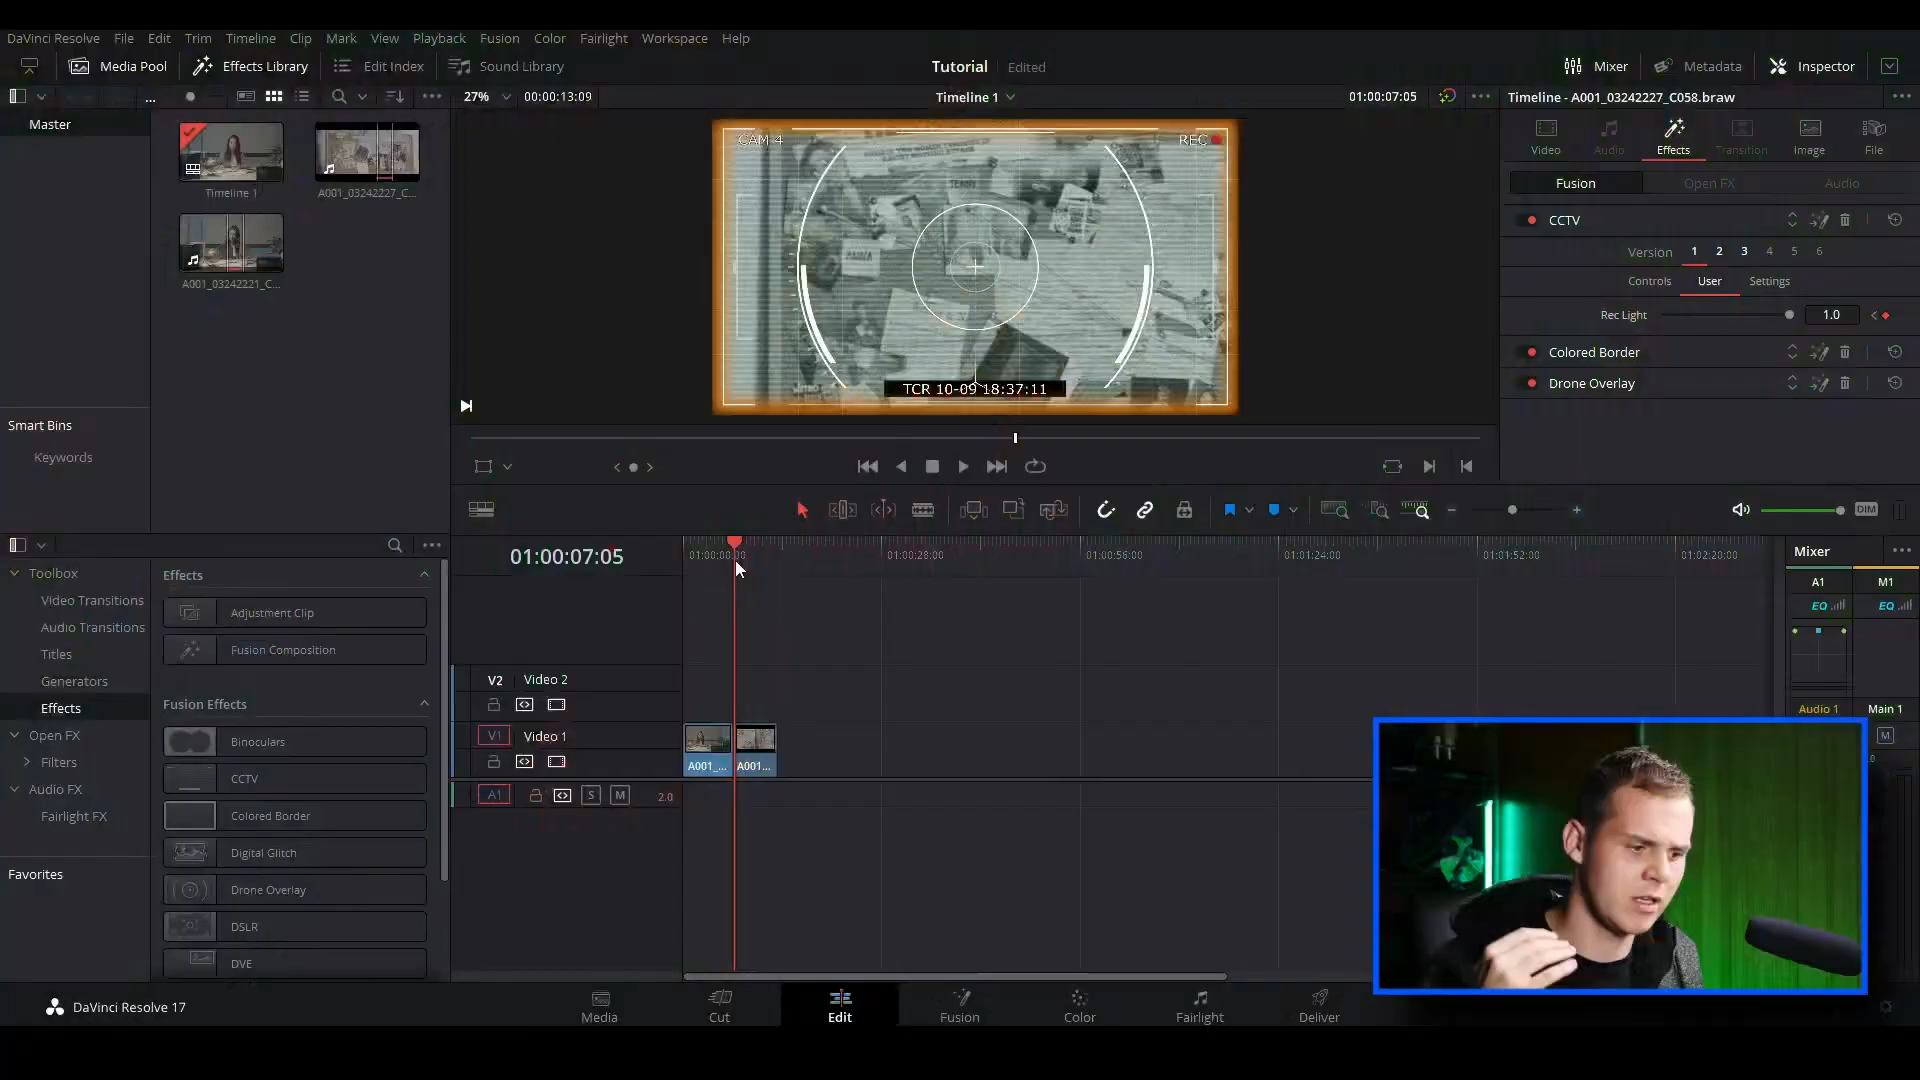 DaVinci Resolve File Edit Trim Timeline Clip Mark View Playback Fusion Color Fairlight Workspace Help
Media Pool Effects Library Edit Index Sound Library Tutorial Edited Mixer Metadata Inspector
... 27% 00:00:13:09 Timeline 1 01:00:07:05 Timeline - A001_03242227_C058.braw
Master
Timeline 1 A001_03242227_C...
A001_03242221_C...
Smart Bins
Keywords
CAM 4 REC
TCR 10-09 18:37:11
Video Audio Effects Transition Image File
Fusion Open FX Audio
CCTV
Version 1 2 3 4 5 6
Controls User Settings
Rec Light 1.0
Colored Border
Drone Overlay
DIM
Toolbox
Video Transitions
Audio Transitions
Titles
Generators
Effects
Open FX
Filters
Audio FX
Fairlight FX
Favorites
Effects
Adjustment Clip
Fusion Composition
Fusion Effects
Binoculars
CCTV
Colored Border
Digital Glitch
Drone Overlay
DSLR
DVE
01:00:07:05 01:00:00:00 01:00:28:00 01:00:56:00 01:01:24:00 01:01:52:00 01:02:20:00
V2 Video 2
V1 Video 1
A001_... A001...
A1 S M 2.0
Mixer
A1 M1
EQ EQ
Audio 1 Main 1
M
DaVinci Resolve 17
Media Cut Edit Fusion Color Fairlight Deliver